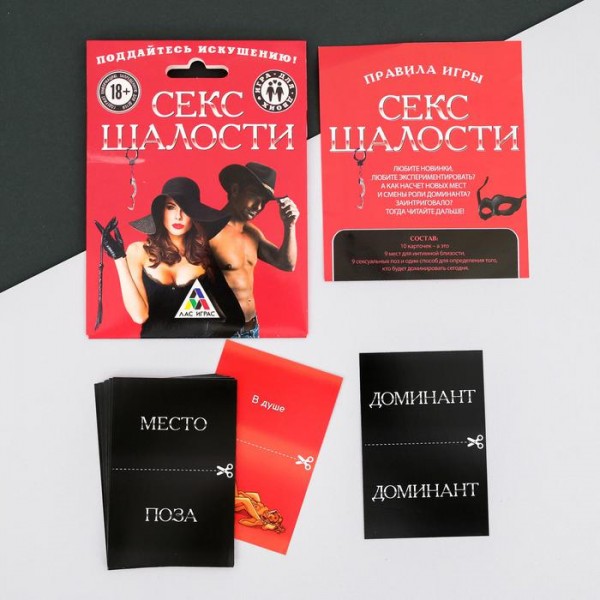 ПОДДАЙТЕСЬ ИСКУШЕНИЮ!
18+
ИГРА ДЛЯ ДВОИХ
СЕКС
ШАЛОСТИ
ЛАС ИГРАС
ПРАВИЛА ИГРЫ
СЕКС
ШАЛОСТИ
ЛЮБИТЕ НОВИНКИ,
ЛЮБИТЕ ЭКСПЕРИМЕНТИРОВАТЬ?
А КАК НАСЧЕТ НОВЫХ МЕСТ
И СМЕНЫ РОЛИ ДОМИНАНТА?
ЗАИНТРИГОВАЛО?
ТОГДА ЧИТАЙТЕ ДАЛЬШЕ!
СОСТАВ:
10 карточек – а это
9 мест для интимной близости,
9 сексуальных поз и один способ для определения того,
кто будет доминировать сегодня.
МЕСТО
ПОЗА
В душе
ДОМИНАНТ
ДОМИНАНТ